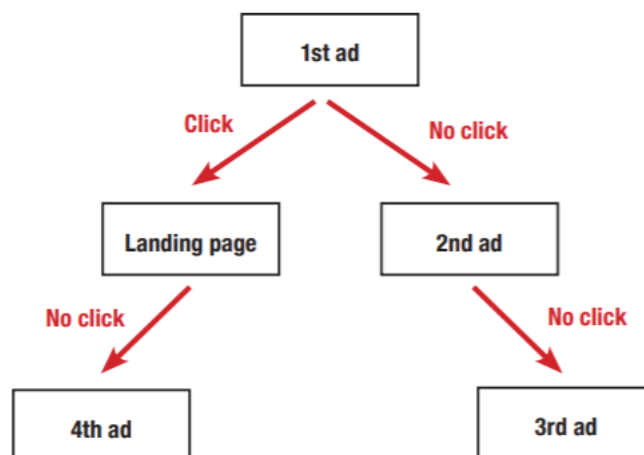 1st ad
Click
No click
Landing page
2nd ad
No click
No click
4th ad
3rd ad